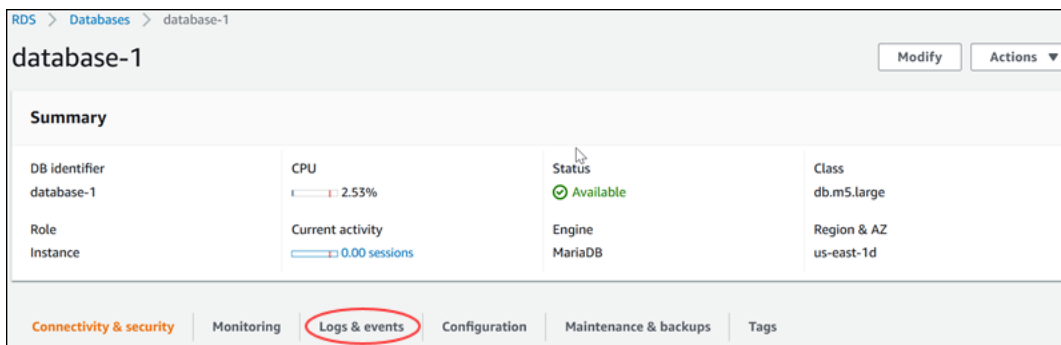 RDS > Databases > database-1
database-1
Modify
Actions
Summary
DB identifier CPU Status Class
database-1 2.53% Available db.m5.large
Role Current activity Engine Region & AZ
Instance 0.00 sessions MariaDB us-east-1d
Connectivity & security Monitoring Logs & events Configuration Maintenance & backups Tags